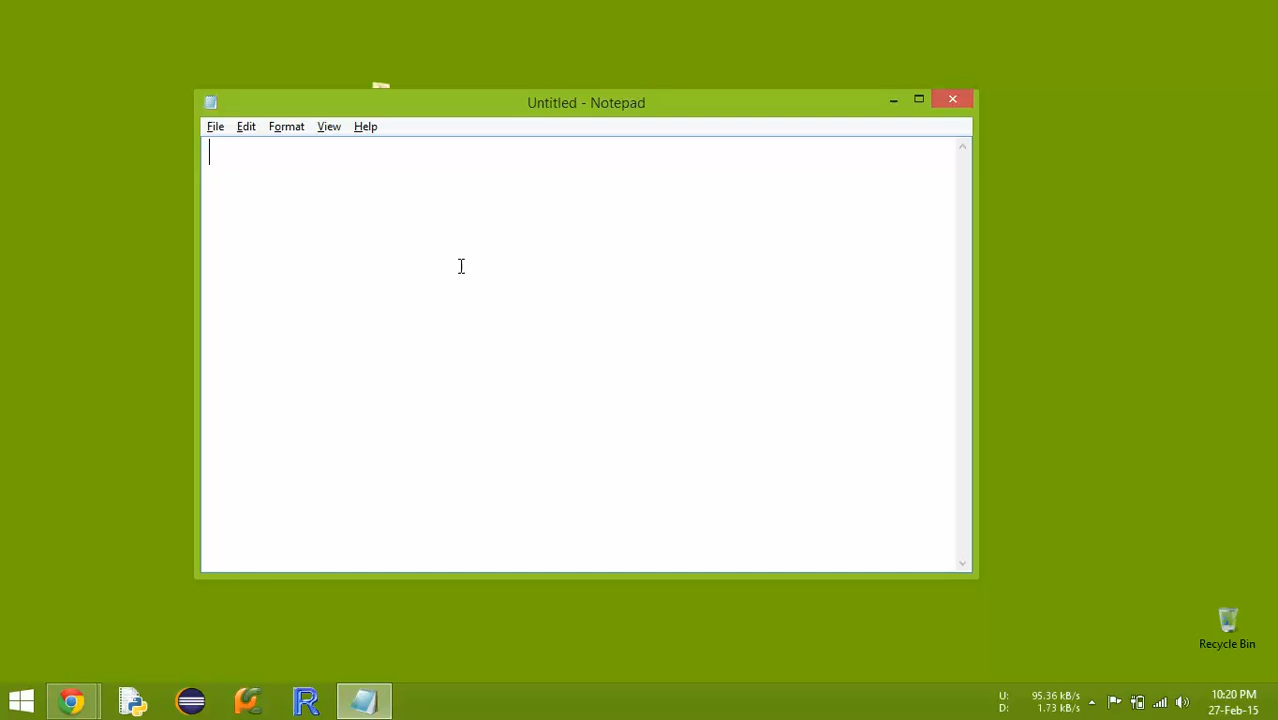 Untitled - Notepad
File Edit Format View Help
Recycle Bin
U: 95.36 kB/s
D: 1.73 kB/s
10:20 PM
27-Feb-15